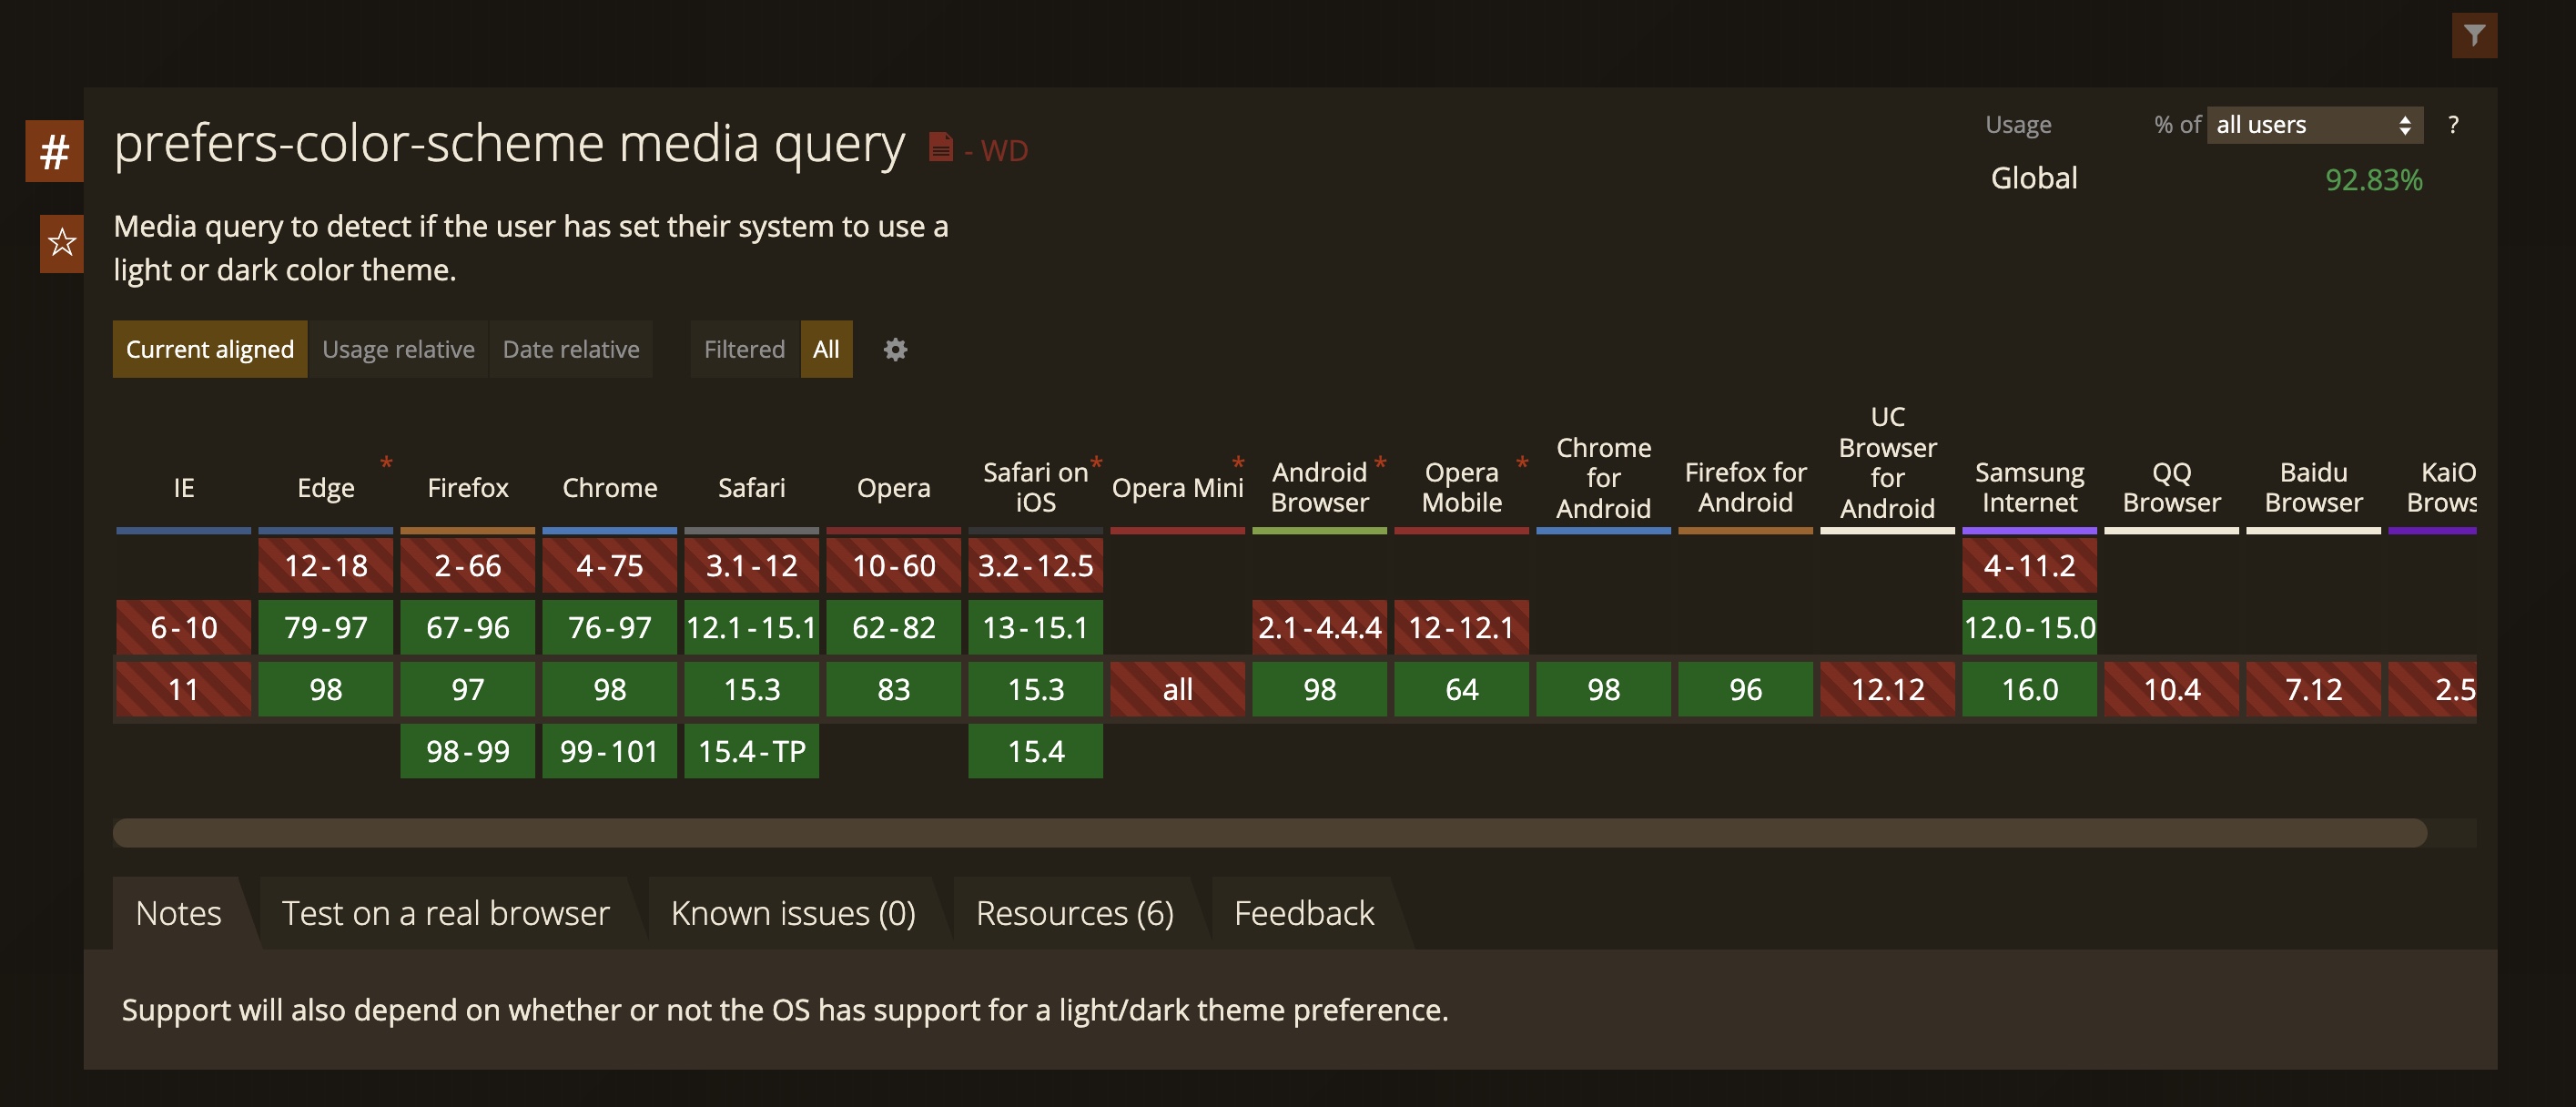 # prefers-color-scheme media query - WD
Usage % of all users ?
Global 92.83%
Media query to detect if the user has set their system to use a
light or dark color theme.
Current aligned Usage relative Date relative Filtered All
IE Edge * Firefox Chrome Safari Opera Safari on iOS * Opera Mini * Android Browser * Opera Mobile * Chrome for Android Firefox for Android UC Browser for Android Samsung Internet QQ Browser Baidu Browser KaiO Brows
12-18 2-66 4-75 3.1-12 10-60 3.2-12.5 4-11.2
6-10 79-97 67-96 76-97 12.1-15.1 62-82 13-15.1 2.1-4.4.4 12-12.1 12.0-15.0
11 98 97 98 15.3 83 15.3 all 98 64 98 96 12.12 16.0 10.4 7.12 2.5
98-99 99-101 15.4-TP 15.4
Notes Test on a real browser Known issues (0) Resources (6) Feedback
Support will also depend on whether or not the OS has support for a light/dark theme preference.